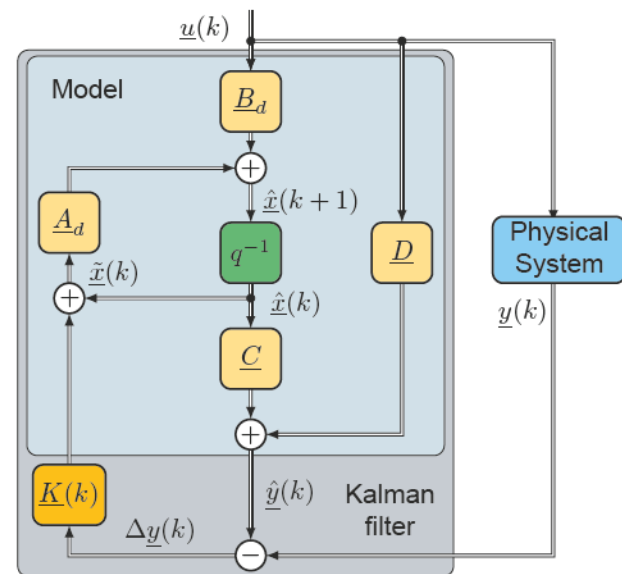 u(k)
Model
B_d
+
x̂(k + 1)
A_d
q⁻¹
D
Physical
System
x̃(k)
+
x̂(k)
y(k)
C
+
K(k)
ŷ(k)
Kalman
filter
Δy(k)
−